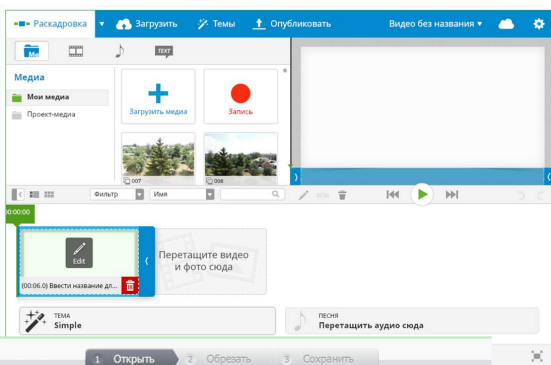 Раскадровка Загрузить Темы Опубликовать Видео без названия
Me TEXT
Медиа
Мои медиа
Проект-медиа
Загрузить медиа Запись
007 008
Фильтр Имя
00:00:00
Edit
(00:06.0) Ввести название дл...
Перетащите видео
и фото сюда
ТЕМА
Simple
ПЕСНЯ
Перетащить аудио сюда
1 Открыть 2 Обрезать 3 Сохранить